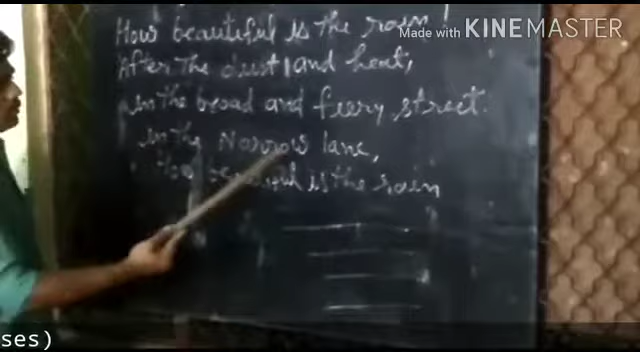 How beautiful is the rain!
Made with KINEMASTER
After the dust and heat,
in the broad and fiery street.
in the Narrow lane,
How beautiful is the rain
ses)